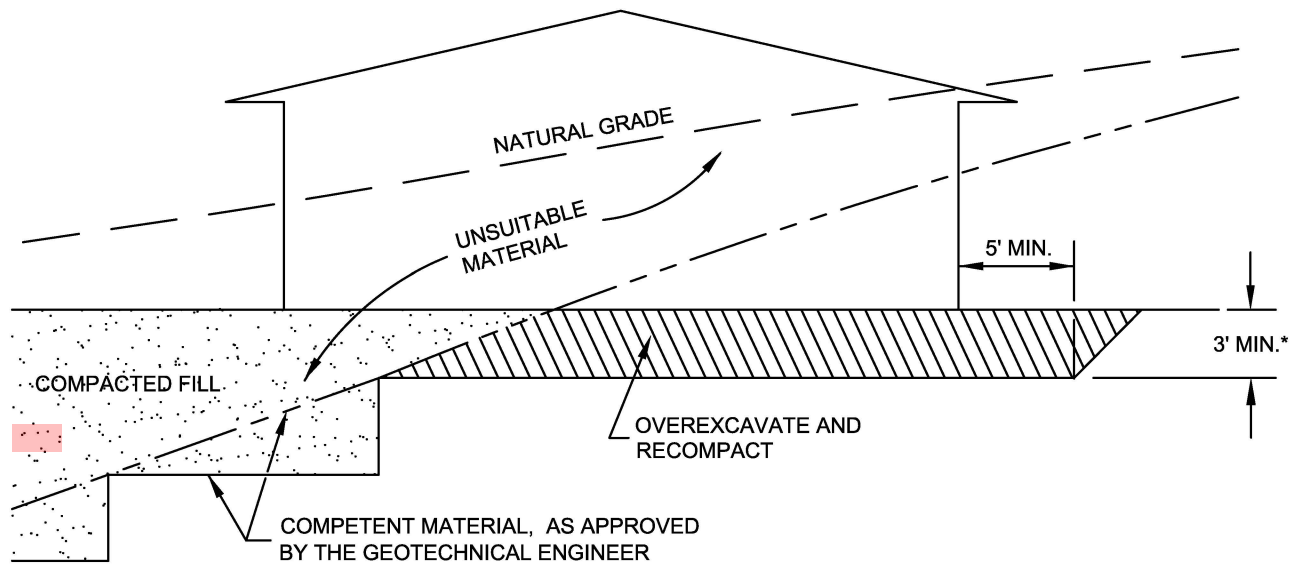 NATURAL GRADE
UNSUITABLE
MATERIAL
5' MIN.
3' MIN.*
COMPACTED FILL
OVEREXCAVATE AND
RECOMPACT
COMPETENT MATERIAL, AS APPROVED
BY THE GEOTECHNICAL ENGINEER